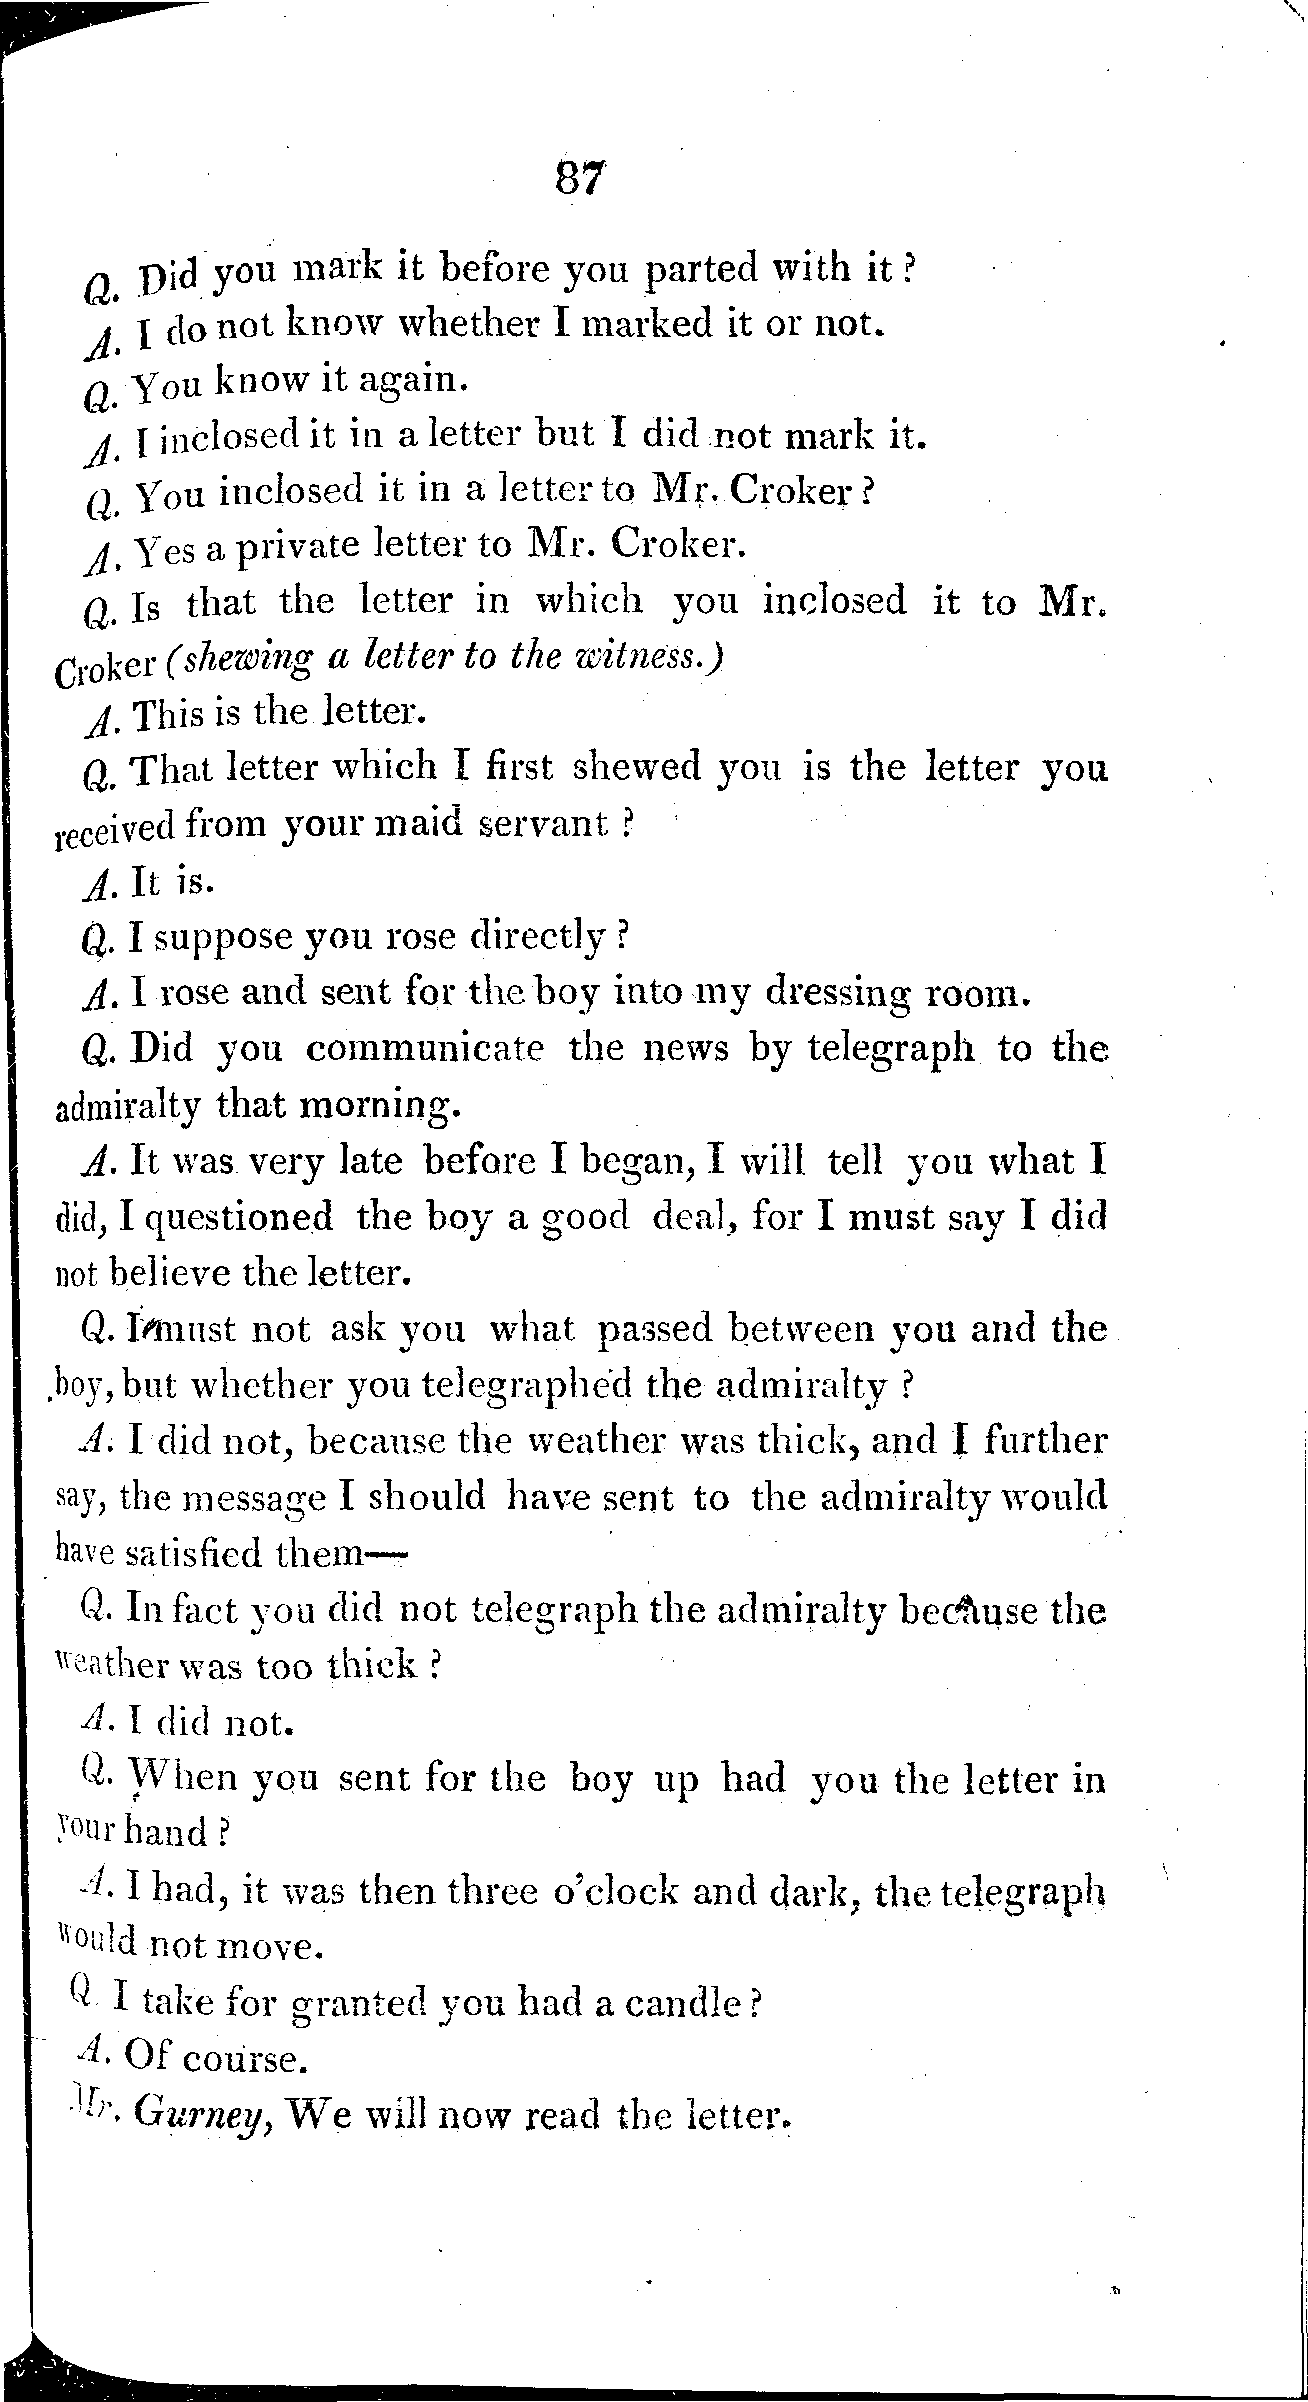 87
Q. Did you mark it before you parted with it?
A. I do not know whether I marked it or not.
Q. You know it again.
A. I inclosed it in a letter but I did not mark it.
Q. You inclosed it in a letter to Mr. Croker?
A. Yes a private letter to Mr. Croker.
Q. Is that the letter in which you inclosed it to Mr.
Croker (shewing a letter to the witness.)
A. This is the letter.
Q. That letter which I first shewed you is the letter you
received from your maid servant?
A. It is.
Q. I suppose you rose directly?
A. I rose and sent for the boy into my dressing room.
Q. Did you communicate the news by telegraph to the
admiralty that morning.
A. It was very late before I began, I will tell you what I
did, I questioned the boy a good deal, for I must say I did
not believe the letter.
Q. I must not ask you what passed between you and the
boy, but whether you telegraphed the admiralty?
A. I did not, because the weather was thick, and I further
say, the message I should have sent to the admiralty would
have satisfied them—
Q. In fact you did not telegraph the admiralty because the
weather was too thick?
A. I did not.
Q. When you sent for the boy up had you the letter in
your hand?
A. I had, it was then three o'clock and dark, the telegraph
would not move.
Q I take for granted you had a candle?
A. Of course.
Mr. Gurney, We will now read the letter.